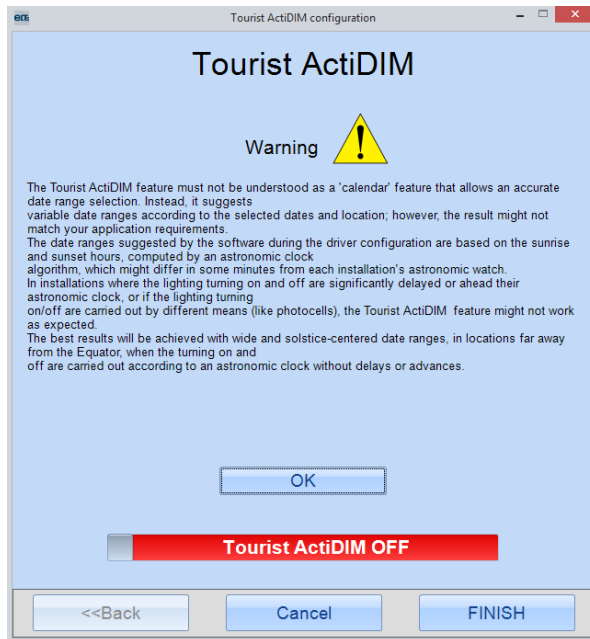 elt
Tourist ActiDIM configuration
Tourist ActiDIM
Warning
The Tourist ActiDIM feature must not be understood as a 'calendar' feature that allows an accurate
date range selection. Instead, it suggests
variable date ranges according to the selected dates and location; however, the result might not
match your application requirements.
The date ranges suggested by the software during the driver configuration are based on the sunrise
and sunset hours, computed by an astronomic clock
algorithm, which might differ in some minutes from each installation's astronomic watch.
In installations where the lighting turning on and off are significantly delayed or ahead their
astronomic clock, or if the lighting turning
on/off are carried out by different means (like photocells), the Tourist ActiDIM  feature might not work
as expected.
The best results will be achieved with wide and solstice-centered date ranges, in locations far away
from the Equator, when the turning on and
off are carried out according to an astronomic clock without delays or advances.
OK
Tourist ActiDIM OFF
<<Back
Cancel
FINISH